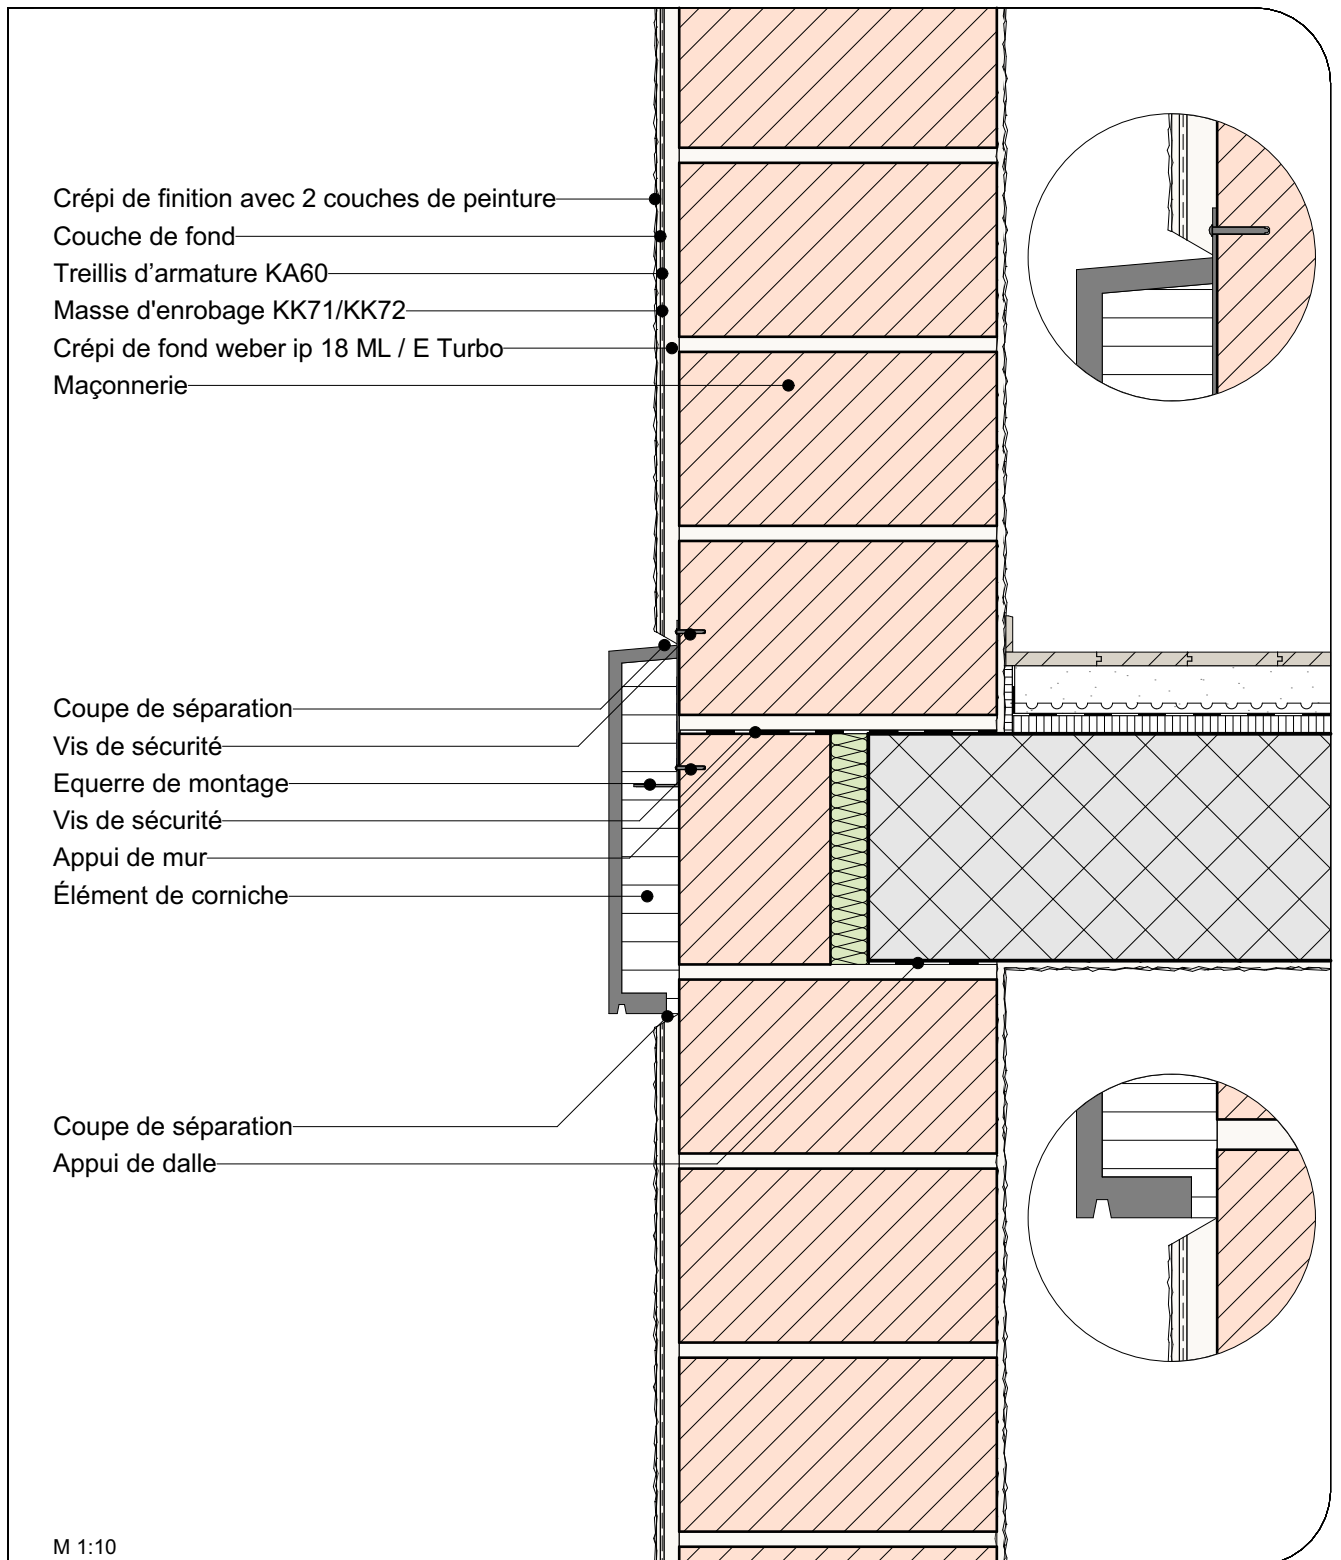 Crépi de finition avec 2 couches de peinture
Couche de fond
Treillis d’armature KA60
Masse d'enrobage KK71/KK72
Crépi de fond weber ip 18 ML / E Turbo
Maçonnerie
Coupe de séparation
Vis de sécurité
Equerre de montage
Vis de sécurité
Appui de mur
Élément de corniche
Coupe de séparation
Appui de dalle
M 1:10